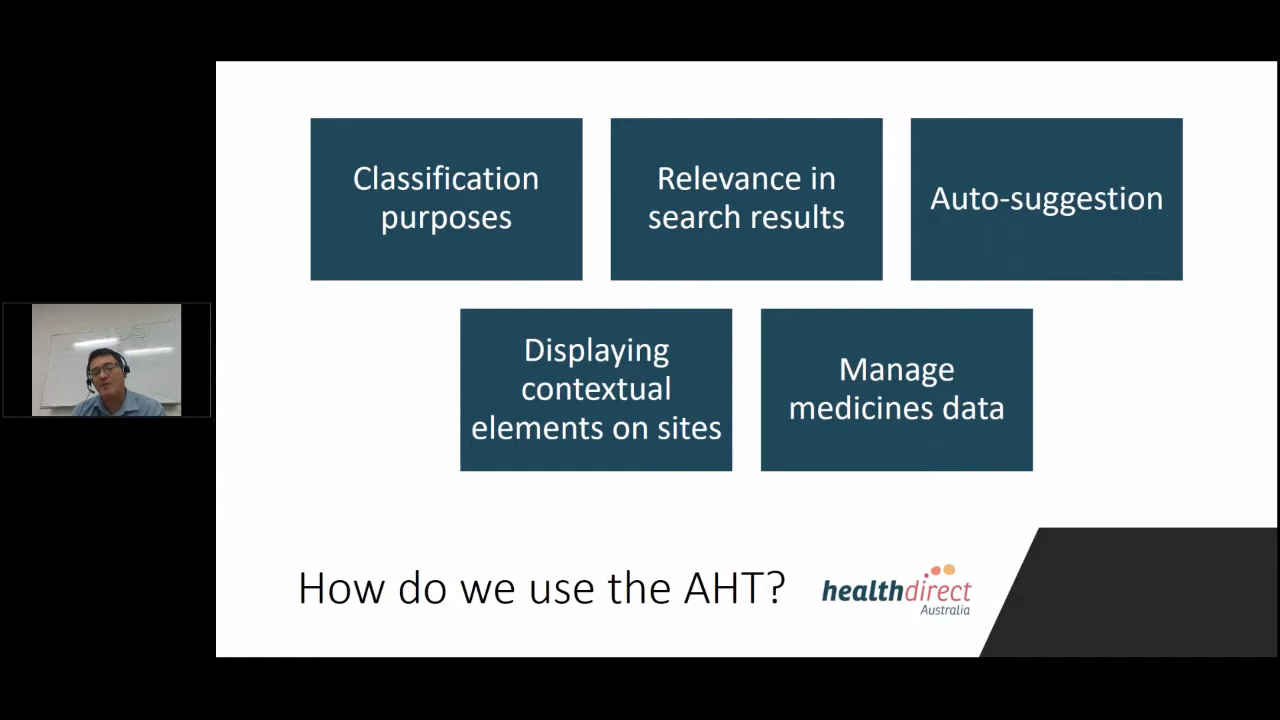 Classification
purposes
Relevance in
search results
Auto-suggestion
Displaying
contextual
elements on sites
Manage
medicines data
How do we use the AHT?
healthdirect
Australia